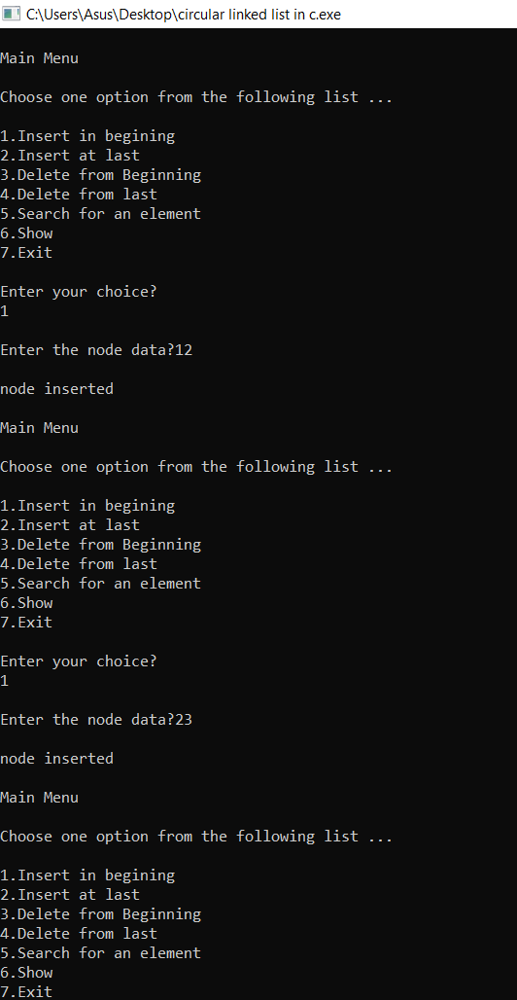 C:\Users\Asus\Desktop\circular linked list in c.exe
Main Menu
Choose one option from the following list ...
1.Insert in begining
2.Insert at last
3.Delete from Beginning
4.Delete from last
5.Search for an element
6.Show
7.Exit
Enter your choice?
1
Enter the node data?12
node inserted
Main Menu
Choose one option from the following list ...
1.Insert in begining
2.Insert at last
3.Delete from Beginning
4.Delete from last
5.Search for an element
6.Show
7.Exit
Enter your choice?
1
Enter the node data?23
node inserted
Main Menu
Choose one option from the following list ...
1.Insert in begining
2.Insert at last
3.Delete from Beginning
4.Delete from last
5.Search for an element
6.Show
7.Exit